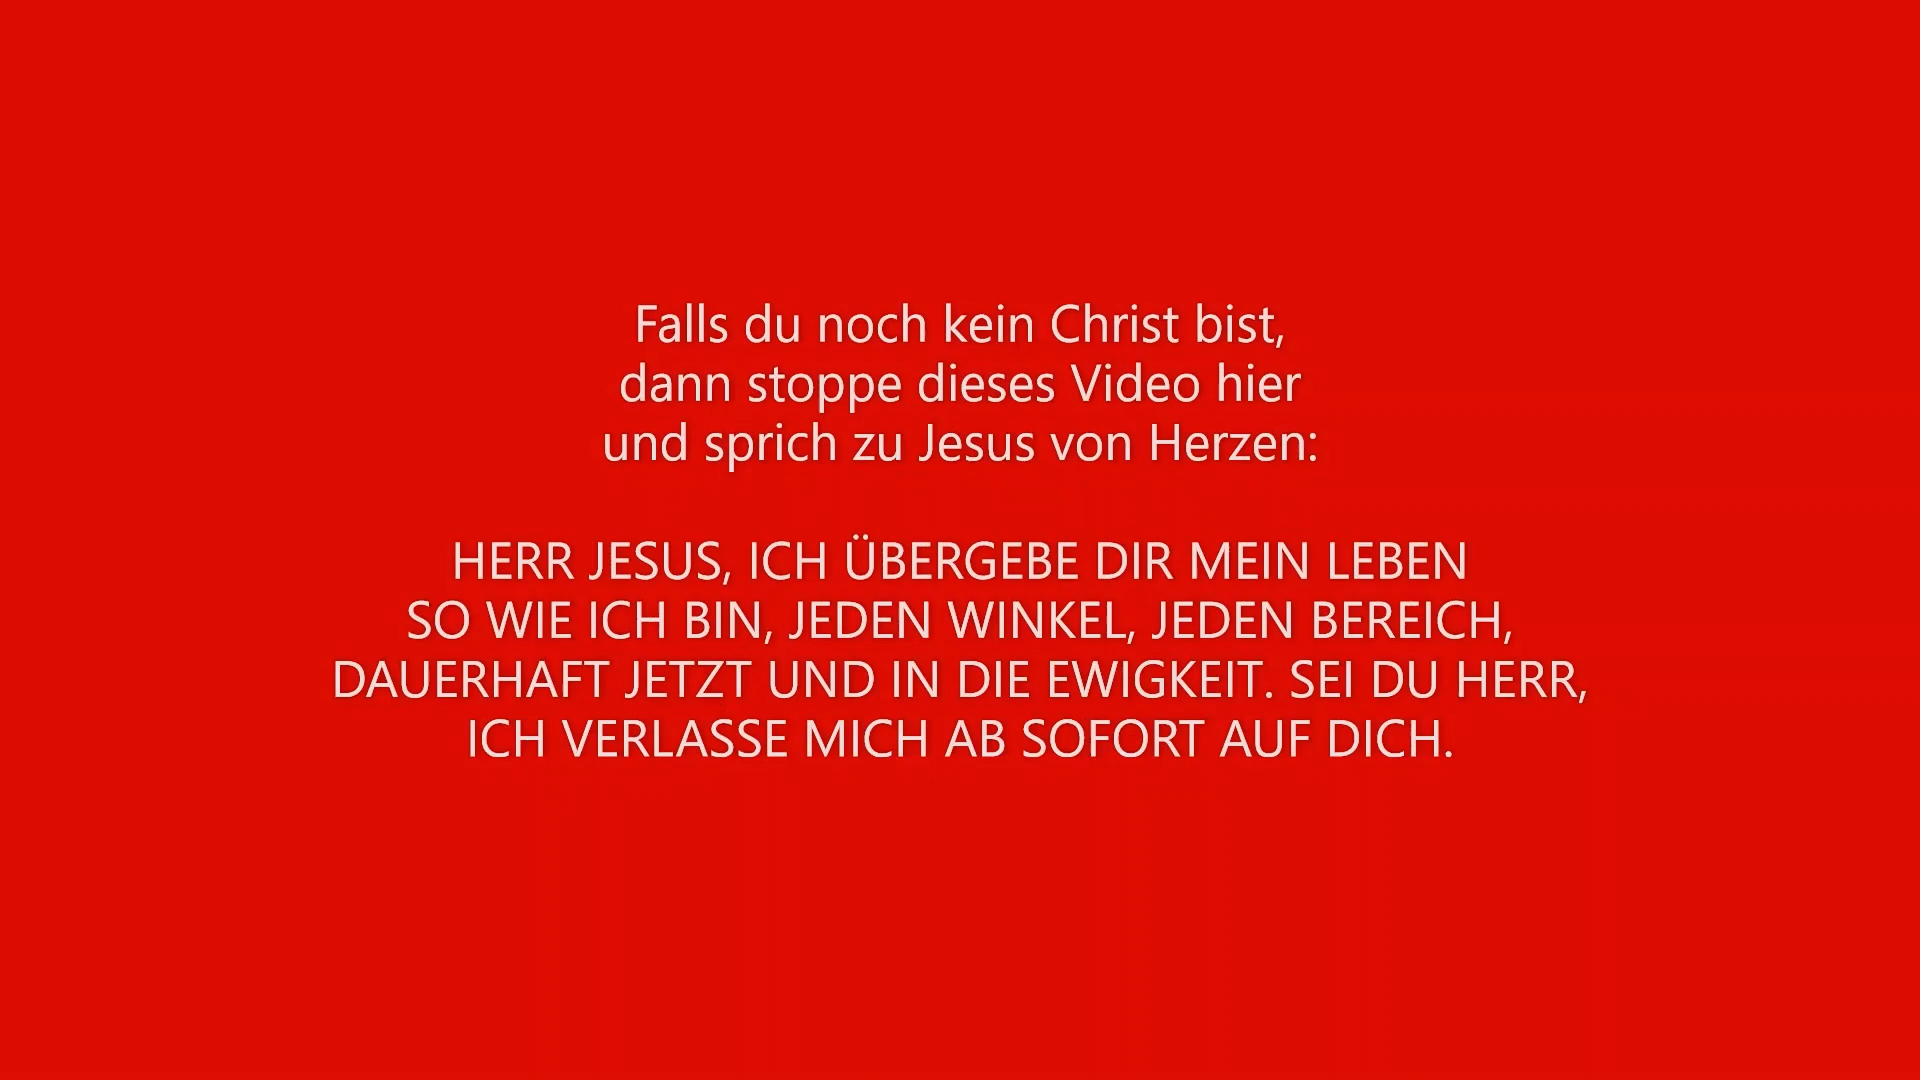 Falls du noch kein Christ bist,
dann stoppe dieses Video hier
und sprich zu Jesus von Herzen:
HERR JESUS, ICH ÜBERGEBE DIR MEIN LEBEN
SO WIE ICH BIN, JEDEN WINKEL, JEDEN BEREICH,
DAUERHAFT JETZT UND IN DIE EWIGKEIT. SEI DU HERR,
ICH VERLASSE MICH AB SOFORT AUF DICH.